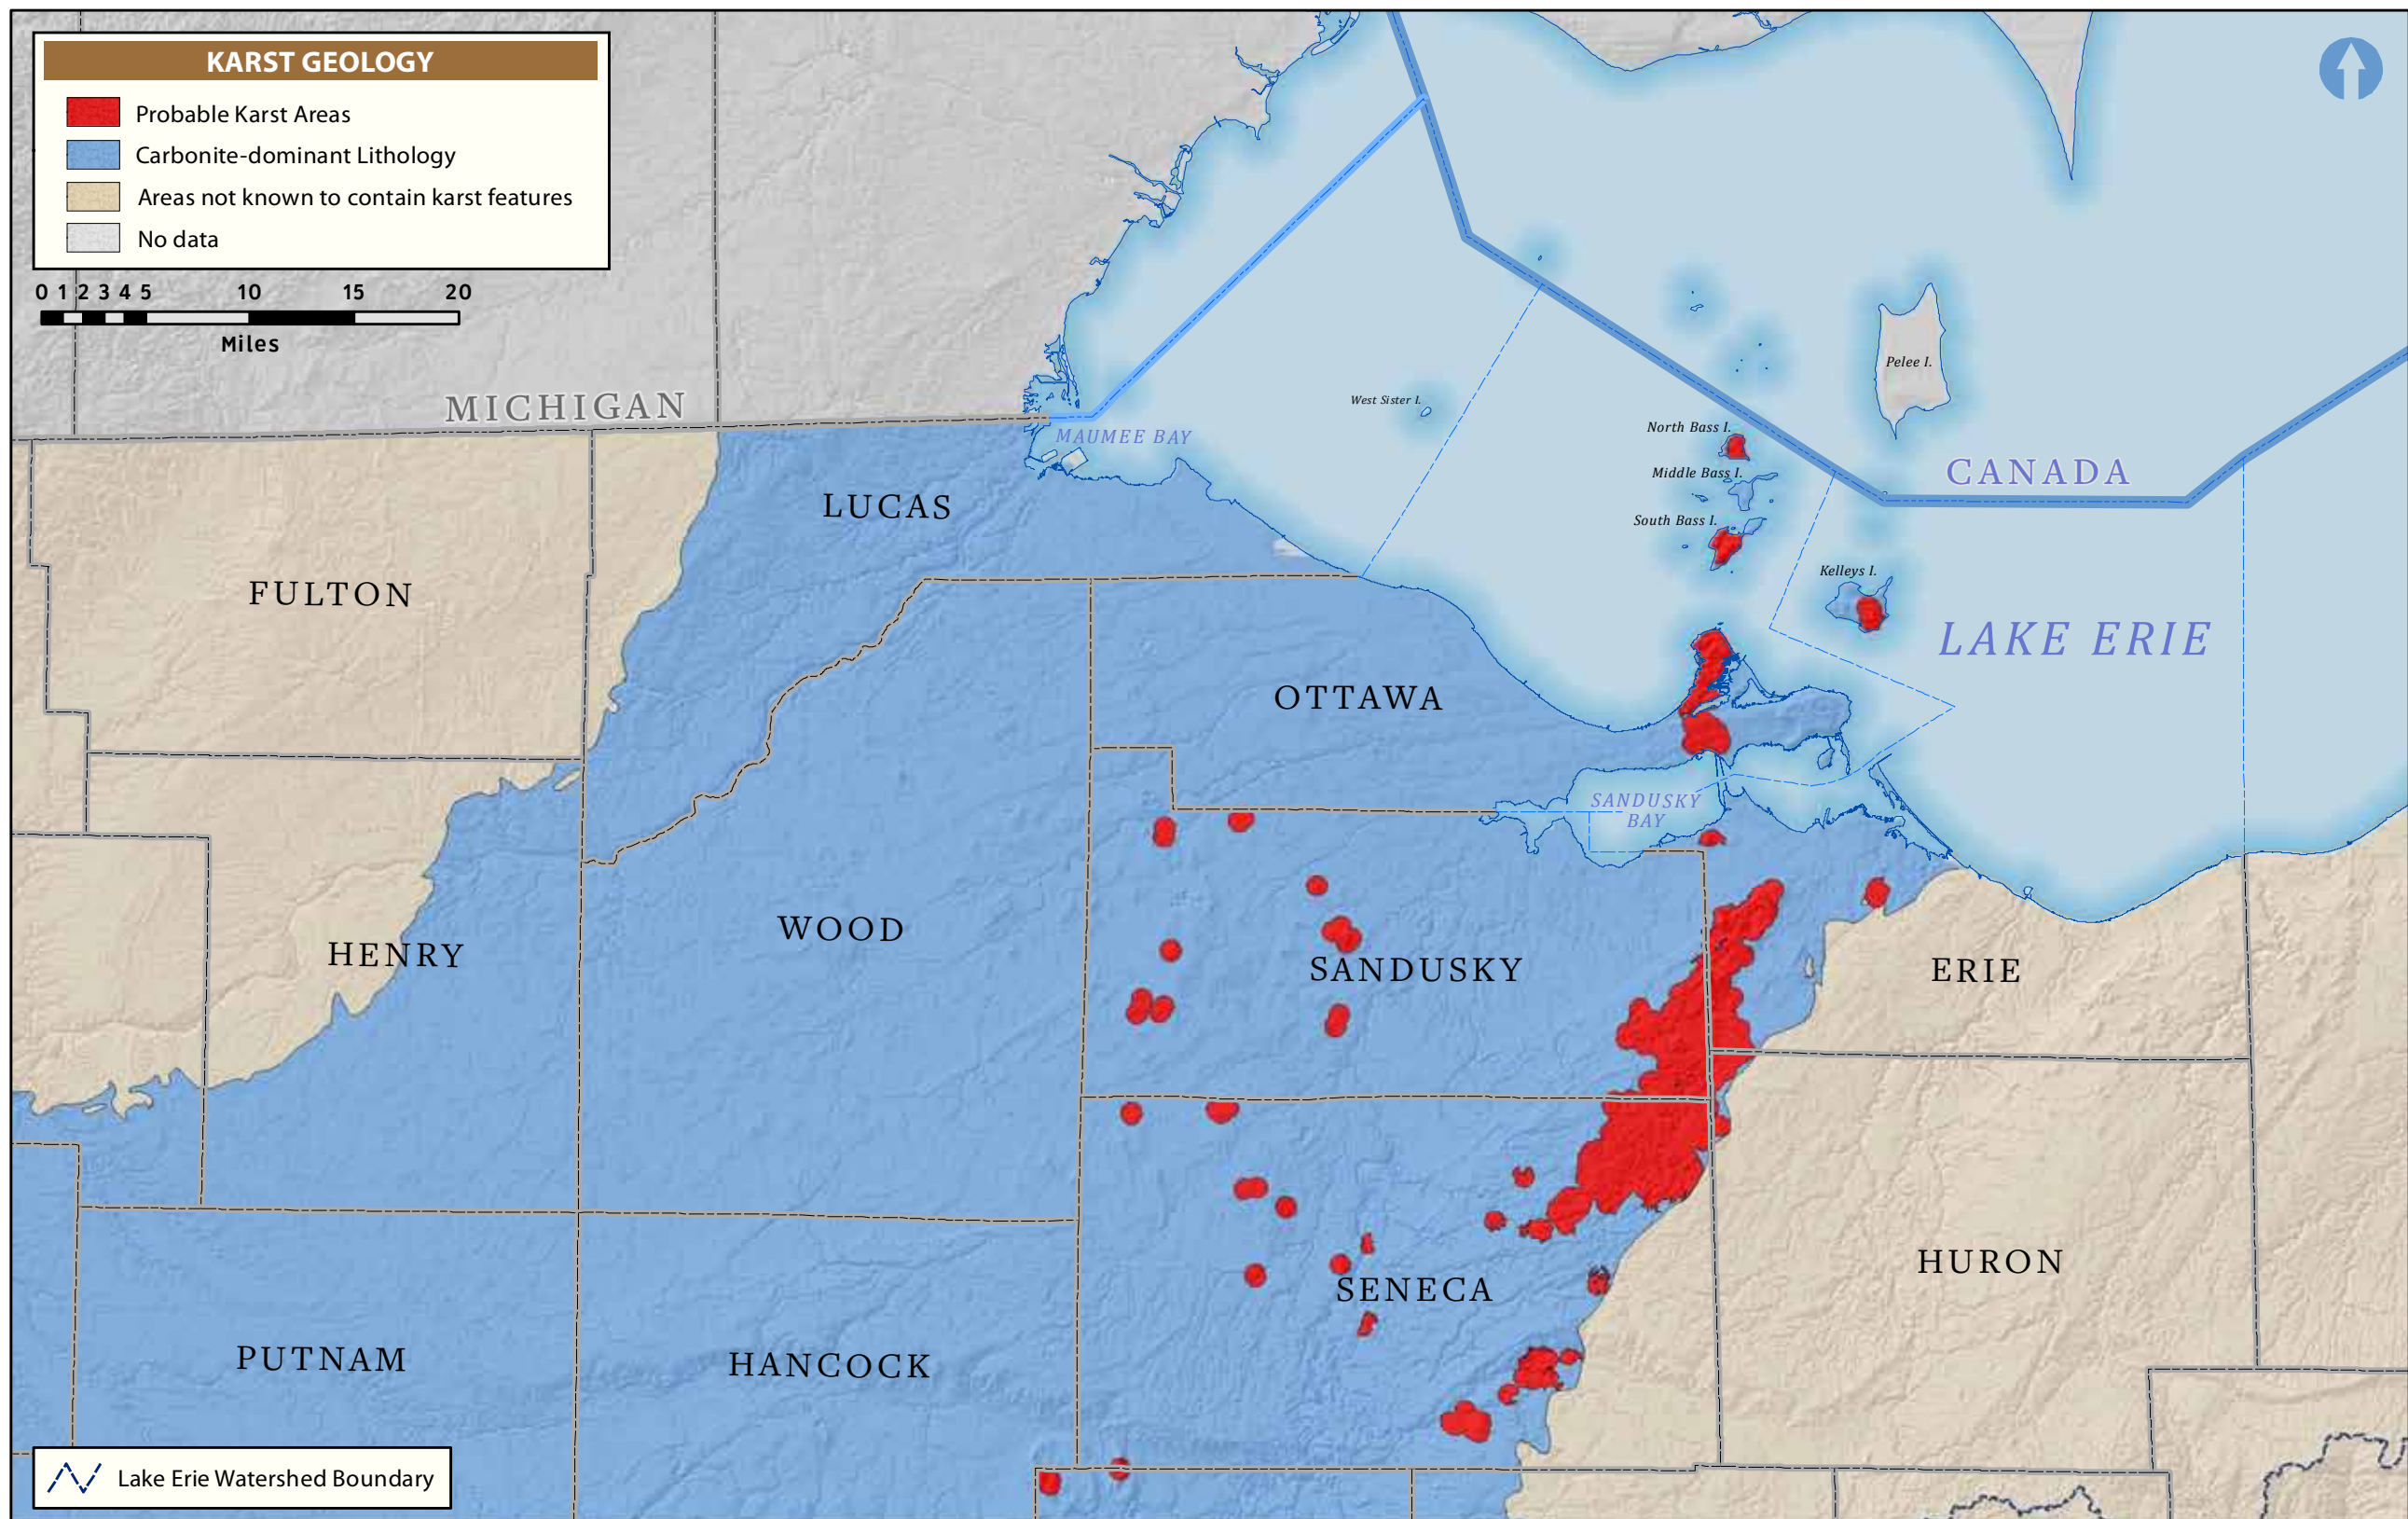 KARST GEOLOGY
Probable Karst Areas
Carbonite-dominant Lithology
Areas not known to contain karst features
No data
0 1 2 3 4 5 10 15 20
Miles
MICHIGAN
Pelee I.
West Sister I.
North Bass I.
MAUMEE BAY
Middle Bass I.
CANADA
LUCAS
South Bass I.
Kelleys I.
FULTON
LAKE ERIE
OTTAWA
SANDUSKY
BAY
WOOD
HENRY
SANDUSKY
ERIE
HURON
SENECA
PUTNAM
HANCOCK
Lake Erie Watershed Boundary